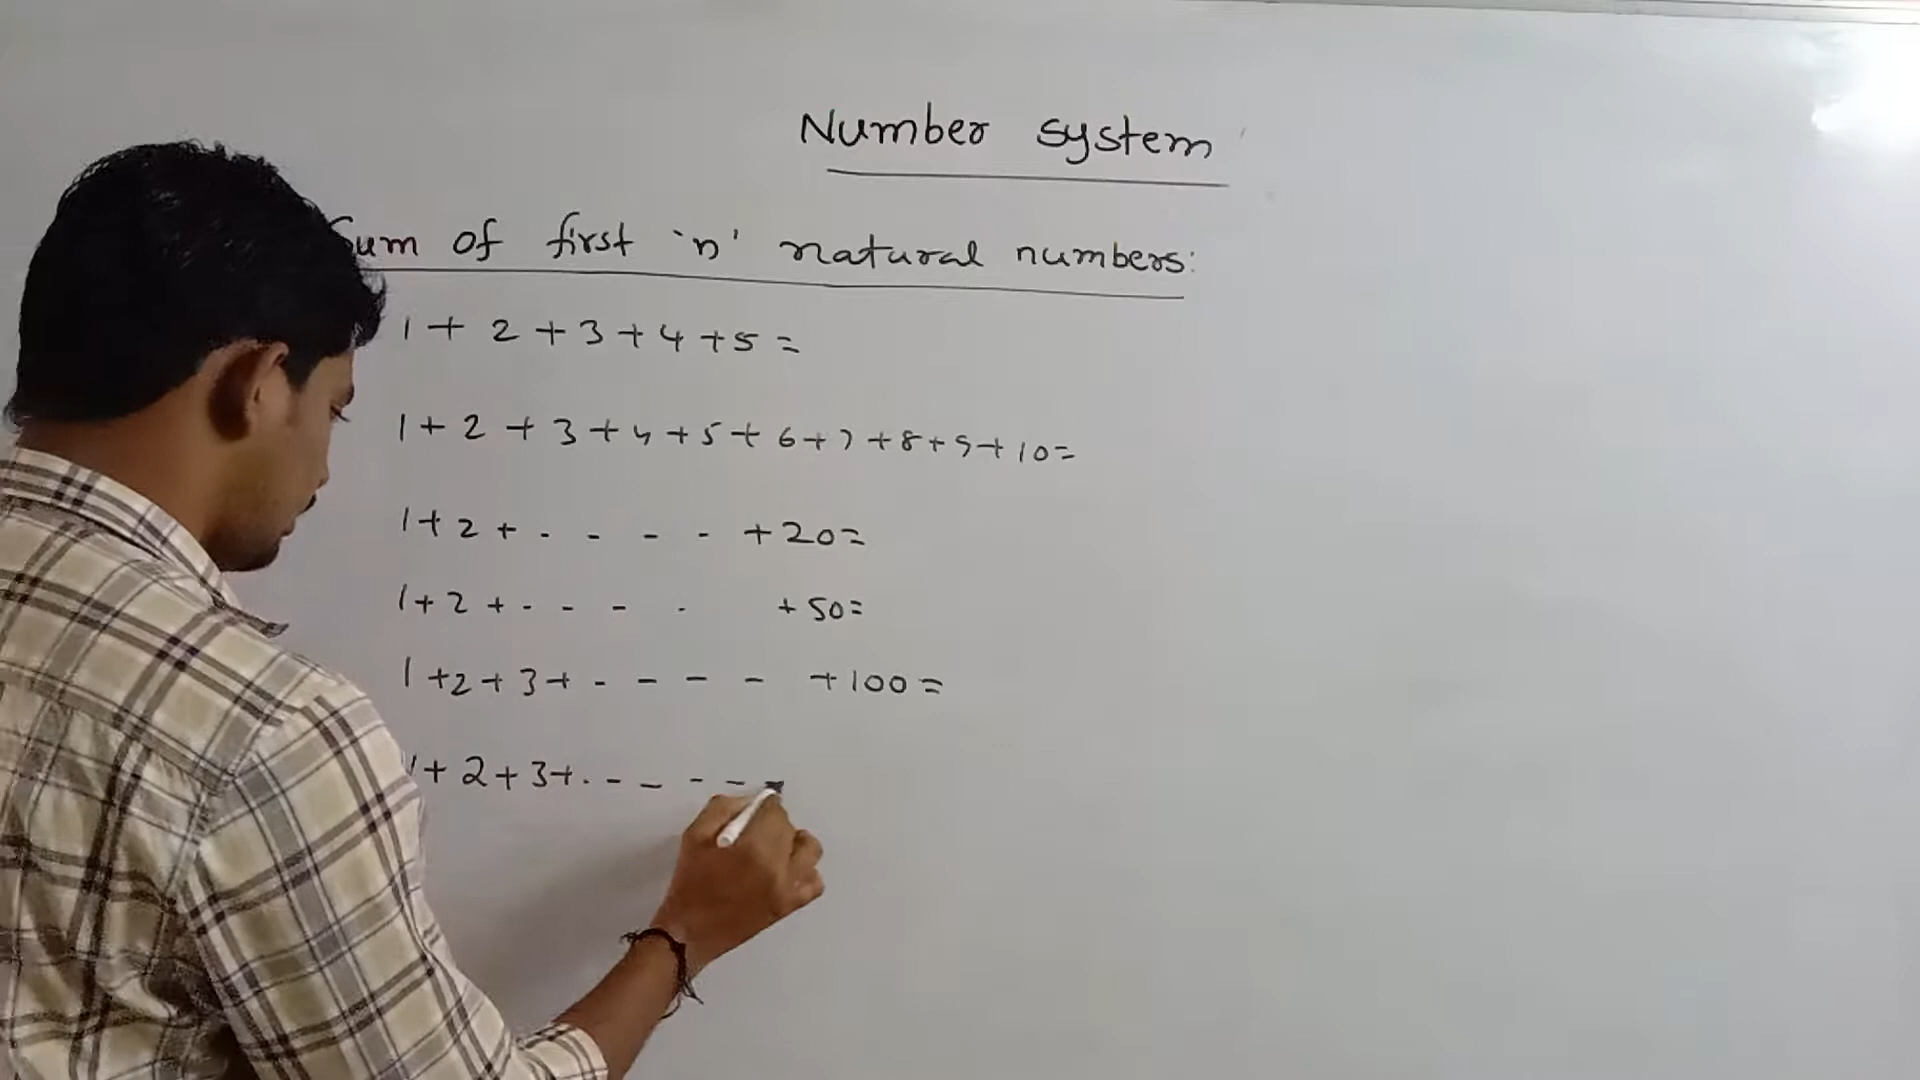 Number system
Sum of first 'n' natural numbers:
1 + 2 + 3 + 4 + 5 =
1 + 2 + 3 + 4 + 5 + 6 + 7 + 8 + 9 + 10 =
1 + 2 + - - - - + 20 =
1 + 2 + - - - - + 50 =
1 + 2 + 3 + - - - - + 100 =
1 + 2 + 3 + - - - - - -